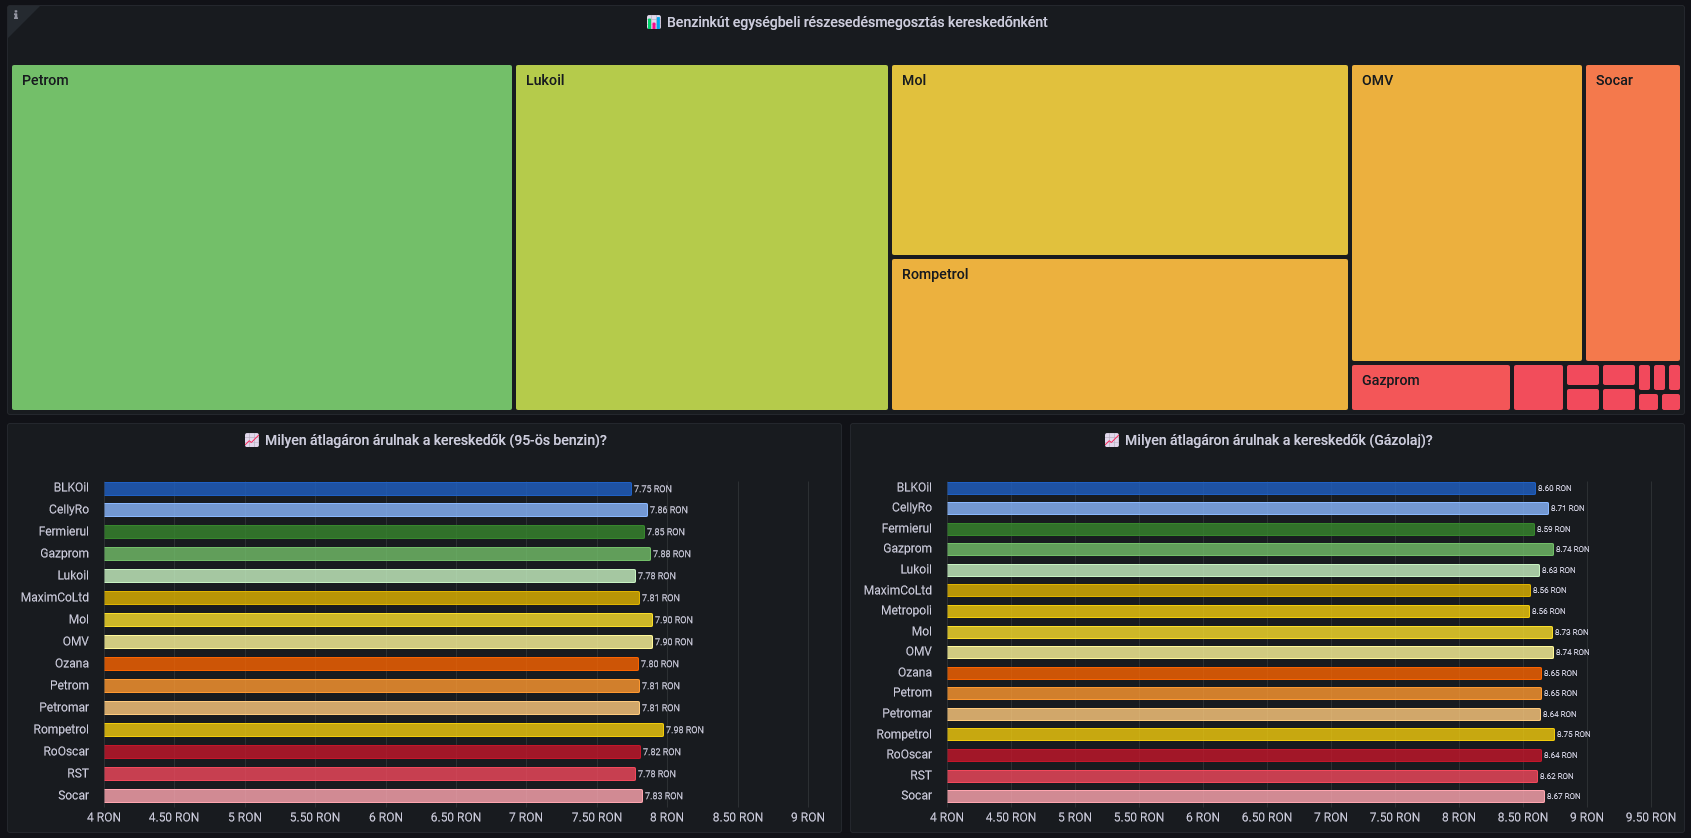 📊 Benzinkút egységbeli részesedésmegosztás kereskedőnként
Petrom
Lukoil
Mol
OMV
Socar
Rompetrol
Gazprom
📈 Milyen átlagáron árulnak a kereskedők (95-ös benzin)?
BLKOil 7.75 RON
CellyRo 7.86 RON
Fermierul 7.85 RON
Gazprom 7.88 RON
Lukoil 7.78 RON
MaximCoLtd 7.81 RON
Mol 7.90 RON
OMV 7.90 RON
Ozana 7.80 RON
Petrom 7.81 RON
Petromar 7.81 RON
Rompetrol 7.98 RON
RoOscar 7.82 RON
RST 7.78 RON
Socar 7.83 RON
4 RON 4.50 RON 5 RON 5.50 RON 6 RON 6.50 RON 7 RON 7.50 RON 8 RON 8.50 RON 9 RON
📈 Milyen átlagáron árulnak a kereskedők (Gázolaj)?
BLKOil 8.60 RON
CellyRo 8.71 RON
Fermierul 8.59 RON
Gazprom 8.74 RON
Lukoil 8.63 RON
MaximCoLtd 8.56 RON
Metropoli 8.56 RON
Mol 8.73 RON
OMV 8.74 RON
Ozana 8.65 RON
Petrom 8.65 RON
Petromar 8.64 RON
Rompetrol 8.75 RON
RoOscar 8.64 RON
RST 8.62 RON
Socar 8.67 RON
4 RON 4.50 RON 5 RON 5.50 RON 6 RON 6.50 RON 7 RON 7.50 RON 8 RON 8.50 RON 9 RON 9.50 RON